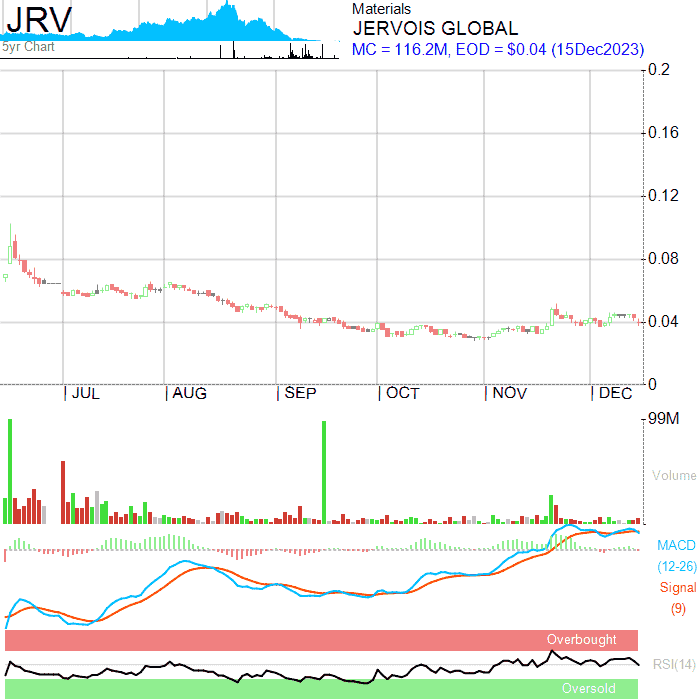 JRV
5yr Chart
Materials
JERVOIS GLOBAL
MC = 116.2M, EOD = $0.04 (15Dec2023)
0.2
0.16
0.12
0.08
0.04
0
JUL AUG SEP OCT NOV DEC
99M
Volume
MACD
(12-26)
Signal
(9)
Overbought
RSI(14)
Oversold